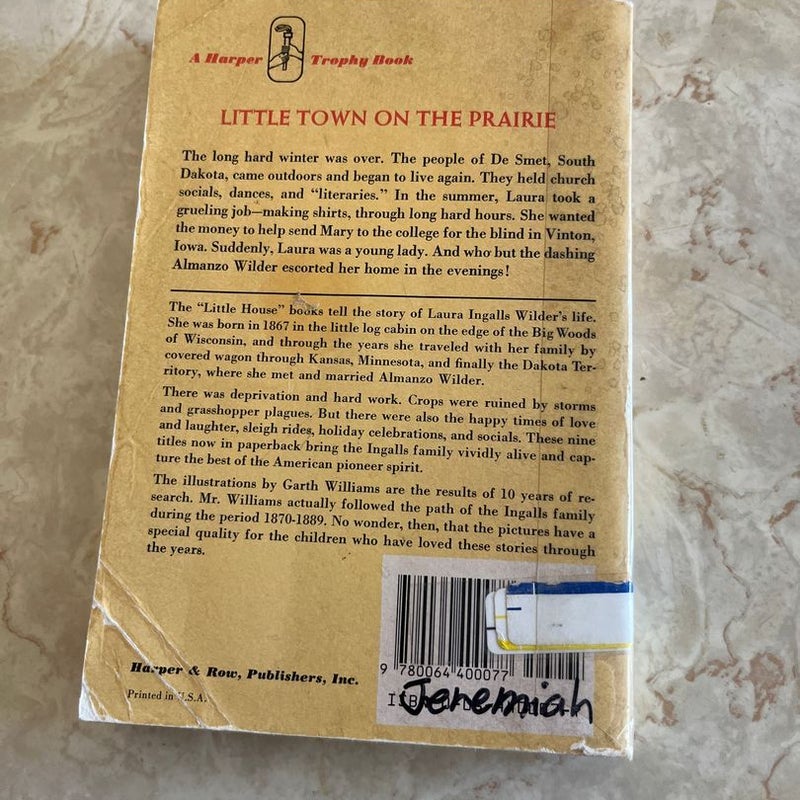 A Harper Trophy Book
LITTLE TOWN ON THE PRAIRIE
The long hard winter was over. The people of De Smet, South
Dakota, came outdoors and began to live again. They held church
socials, dances, and “literaries.” In the summer, Laura took a
grueling job—making shirts, through long hard hours. She wanted
the money to help send Mary to the college for the blind in Vinton,
Iowa. Suddenly, Laura was a young lady. And who but the dashing
Almanzo Wilder escorted her home in the evenings!
The “Little House” books tell the story of Laura Ingalls Wilder’s life.
She was born in 1867 in the little log cabin on the edge of the Big Woods
of Wisconsin, and through the years she traveled with her family by
covered wagon through Kansas, Minnesota, and finally the Dakota Ter-
ritory, where she met and married Almanzo Wilder.
There was deprivation and hard work. Crops were ruined by storms
and grasshopper plagues. But there were also the happy times of love
and laughter, sleigh rides, holiday celebrations, and socials. These nine
titles now in paperback bring the Ingalls family vividly alive and cap-
ture the best of the American pioneer spirit.
The illustrations by Garth Williams are the results of 10 years of re-
search. Mr. Williams actually followed the path of the Ingalls family
during the period 1870-1889. No wonder, then, that the pictures have a
special quality for the children who have loved these stories through
the years.
Harper & Row, Publishers, Inc.
Printed in U.S.A.
9 780064 400077
Jeremiah